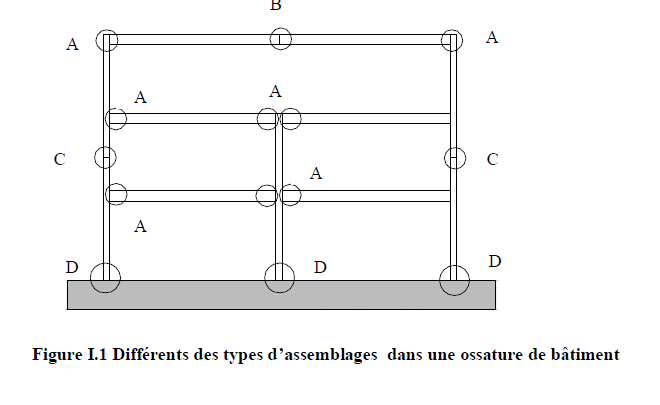 B
A
A
A
A
C
C
A
A
D
D
D
Figure I.1 Différents des types d’assemblages dans une ossature de bâtiment